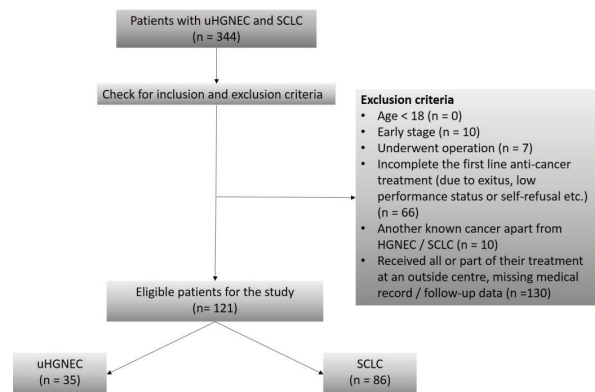 Patients with uHGNEC and SCLC
(n = 344)
Check for inclusion and exclusion criteria
Exclusion criteria
• Age < 18 (n = 0)
• Early stage (n = 10)
• Underwent operation (n = 7)
• Incomplete the first line anti-cancer
treatment (due to exitus, low
performance status or self-refusal etc.)
(n = 66)
• Another known cancer apart from
HGNEC / SCLC (n = 10)
• Received all or part of their treatment
at an outside centre, missing medical
record / follow-up data (n =130)
Eligible patients for the study
(n= 121)
uHGNEC
(n = 35)
SCLC
(n = 86)